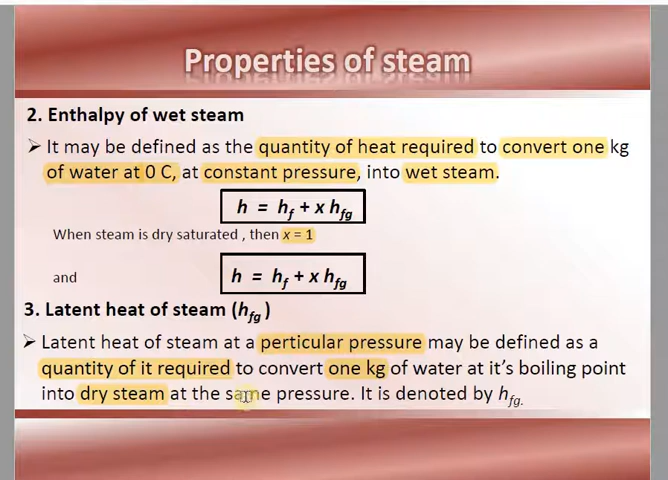 Properties of steam
2. Enthalpy of wet steam
➤ It may be defined as the quantity of heat required to convert one kg
of water at 0 C, at constant pressure, into wet steam.
h = hf + x hfg
When steam is dry saturated , then x = 1
and
h = hf + x hfg
3. Latent heat of steam (hfg )
➤ Latent heat of steam at a perticular pressure may be defined as a
quantity of it required to convert one kg of water at it’s boiling point
into dry steam at the same pressure. It is denoted by hfg.